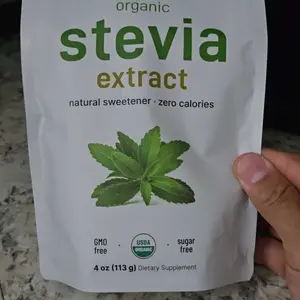 organic
stevia
extract
natural sweetener · zero calories
GMO free · USDA ORGANIC · sugar free
4 oz (113 g) Dietary Supplement